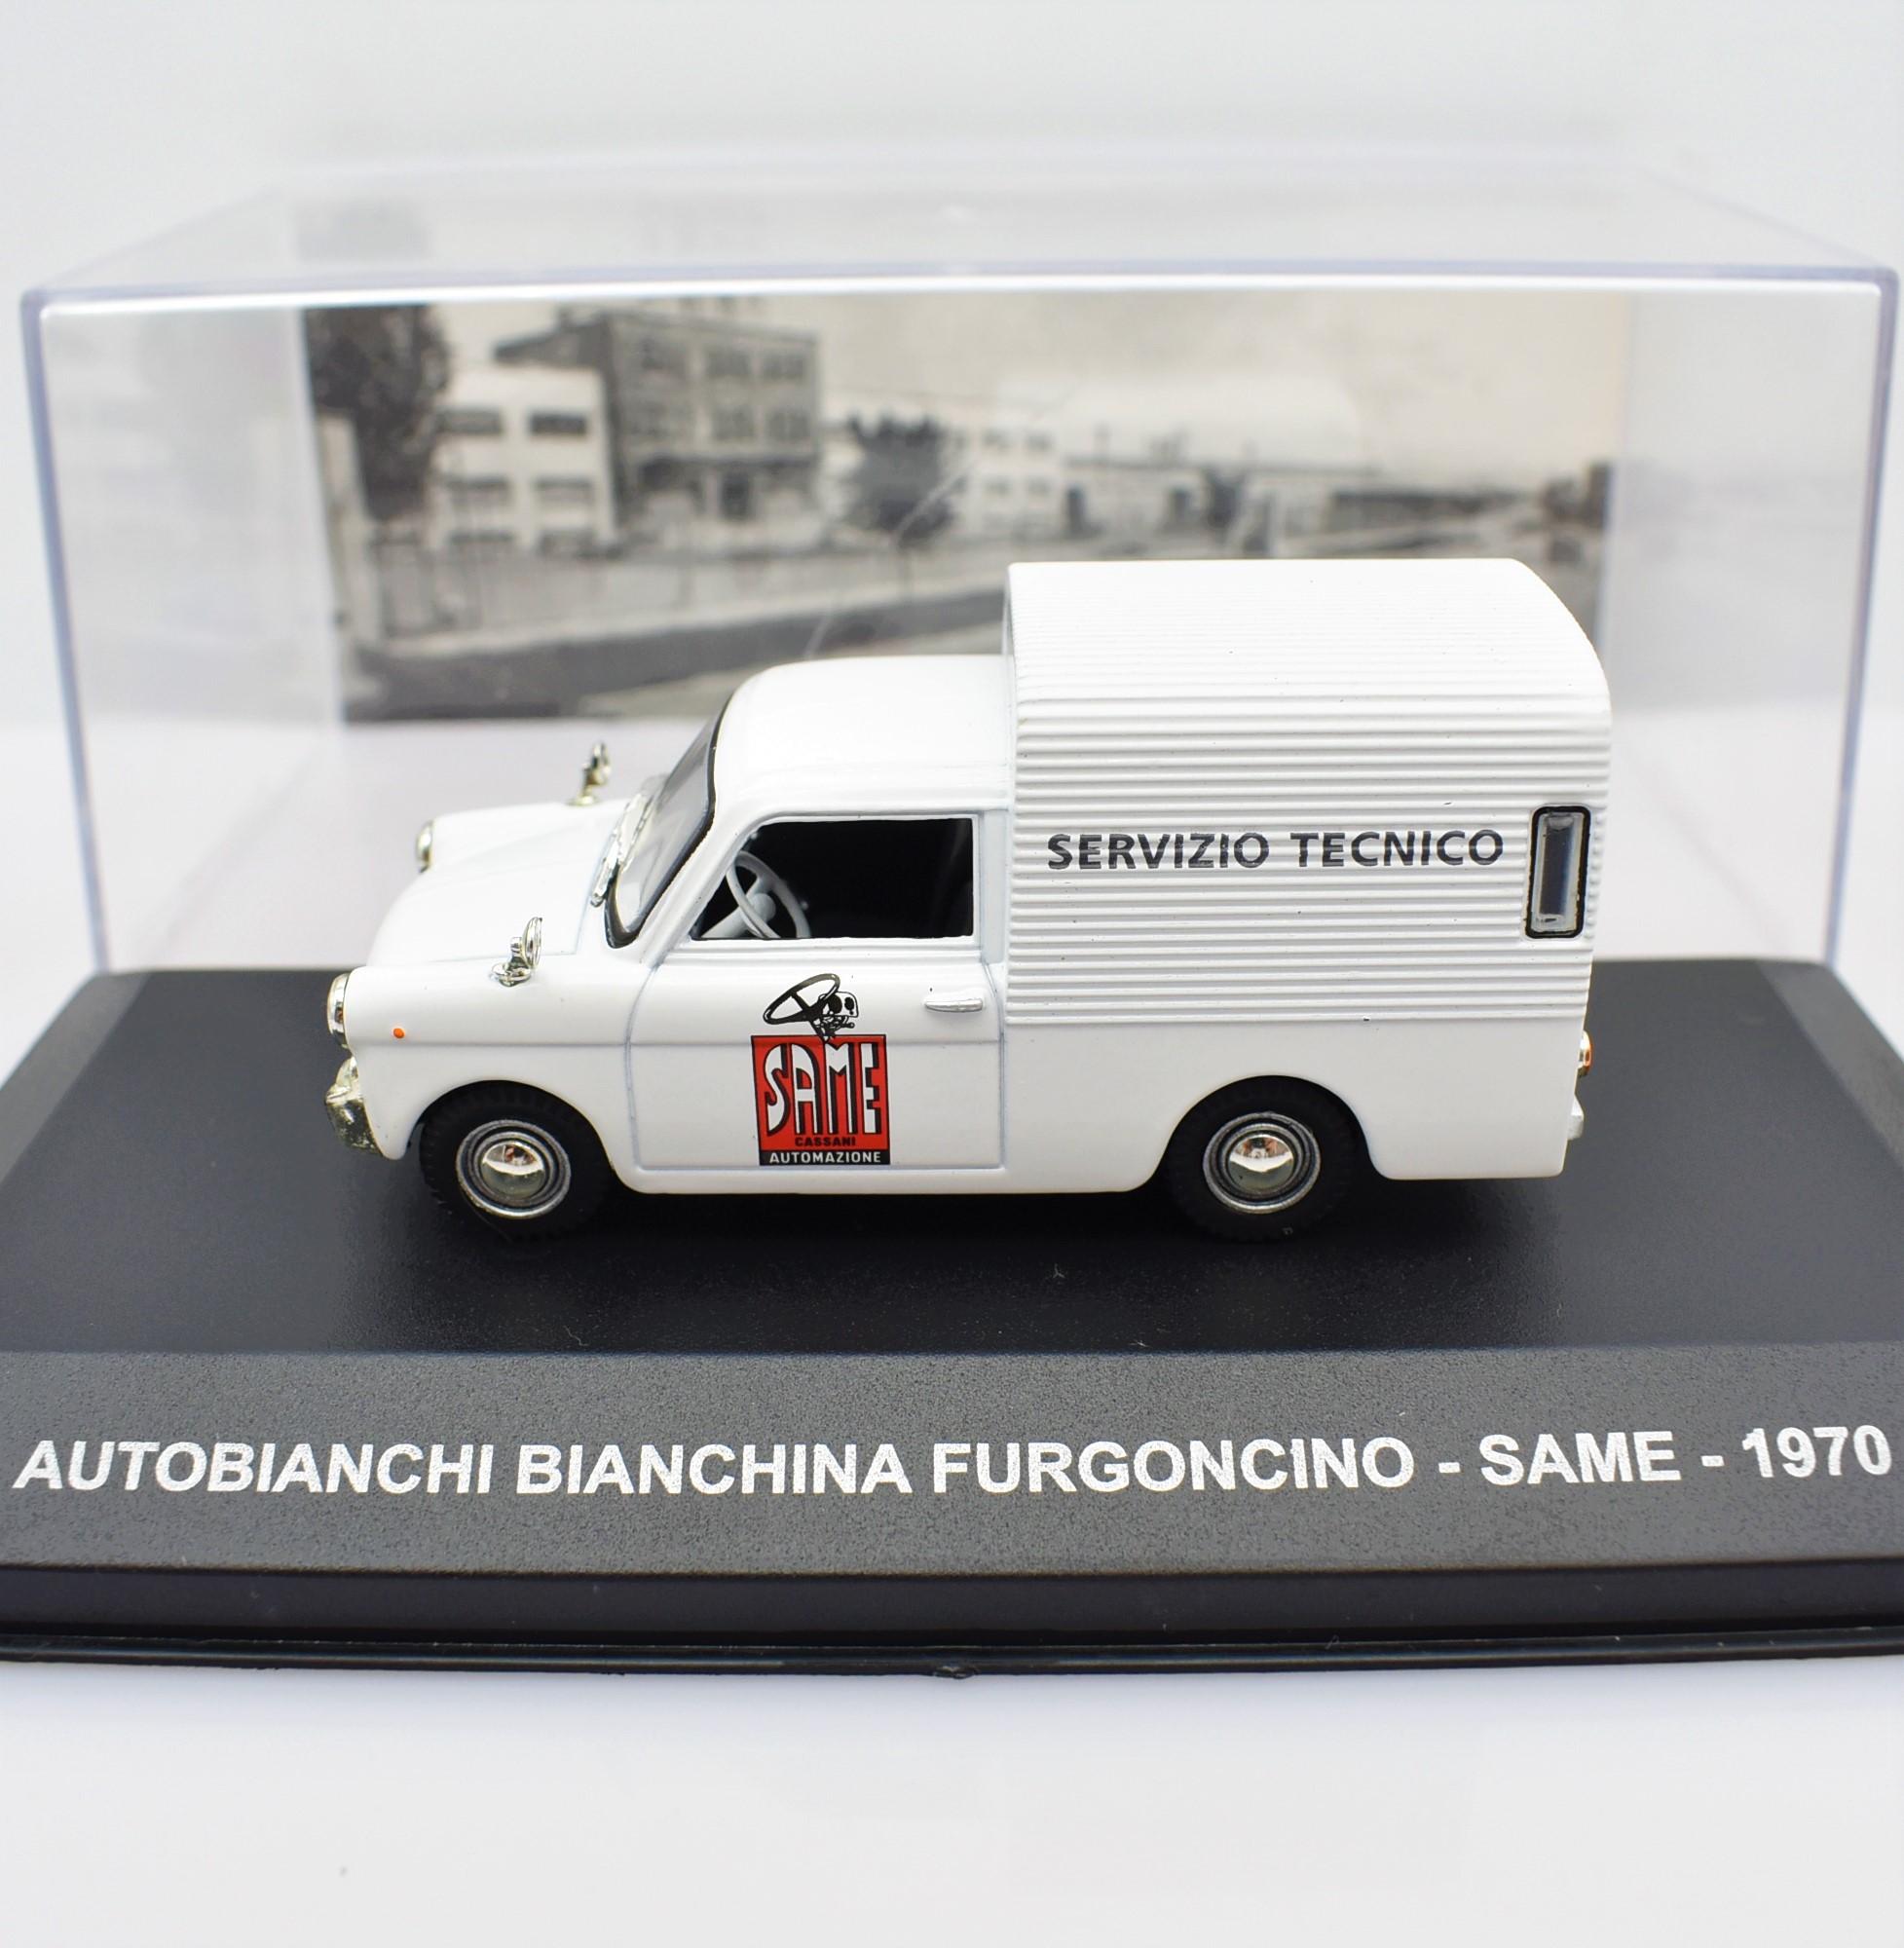 SERVIZIO TECNICO
SAME
CASSANI
AUTOMAZIONE
AUTOBIANCHI BIANCHINA FURGONCINO - SAME - 1970